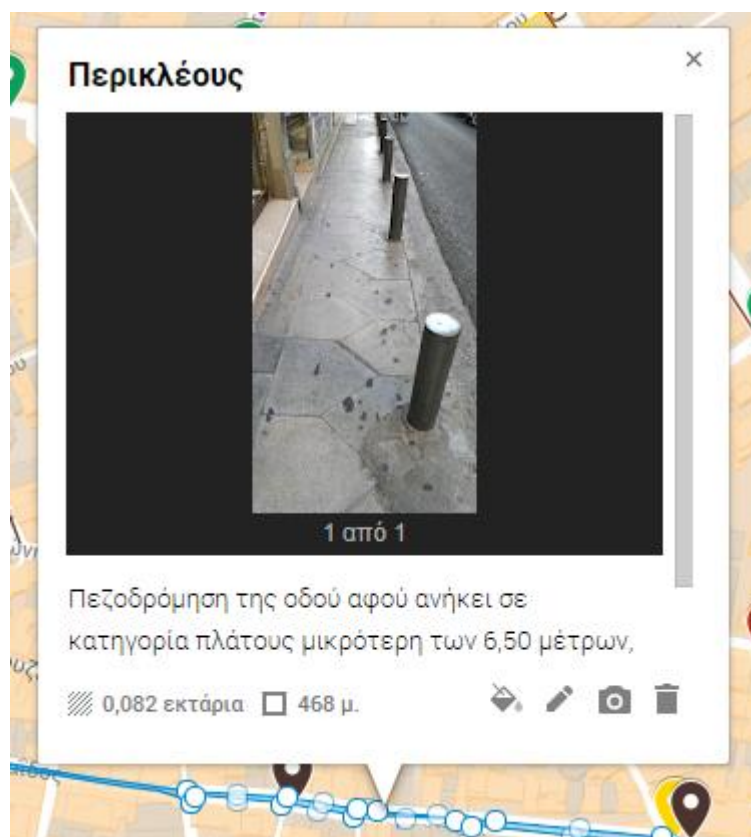 Περικλέους
1 από 1
Πεζοδρόμηση της οδού αφού ανήκει σε
κατηγορία πλάτους μικρότερη των 6,50 μέτρων,
0,082 εκτάρια 468 μ.